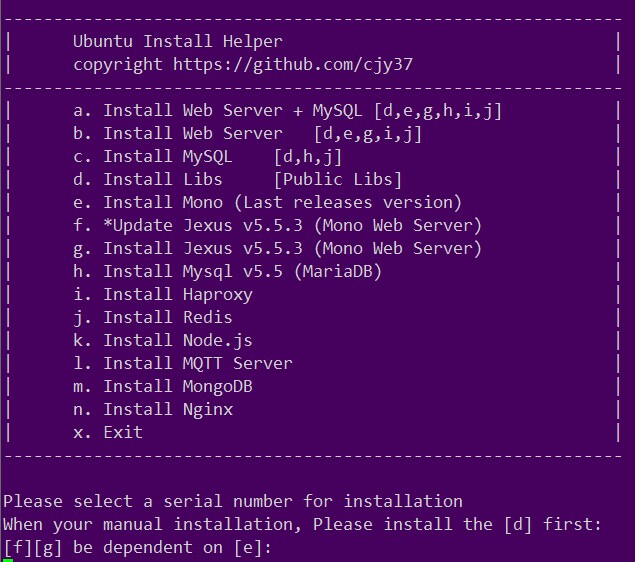 --------------------------------------------------------------
|      Ubuntu Install Helper                                 |
|      copyright https://github.com/cjy37                    |
--------------------------------------------------------------
|      a. Install Web Server + MySQL [d,e,g,h,i,j]           |
|      b. Install Web Server   [d,e,g,i,j]                   |
|      c. Install MySQL    [d,h,j]                           |
|      d. Install Libs     [Public Libs]                     |
|      e. Install Mono (Last releases version)               |
|      f. *Update Jexus v5.5.3 (Mono Web Server)             |
|      g. Install Jexus v5.5.3 (Mono Web Server)             |
|      h. Install Mysql v5.5 (MariaDB)                       |
|      i. Install Haproxy                                    |
|      j. Install Redis                                      |
|      k. Install Node.js                                    |
|      l. Install MQTT Server                                |
|      m. Install MongoDB                                    |
|      n. Install Nginx                                      |
|      x. Exit                                               |
--------------------------------------------------------------
Please select a serial number for installation
When your manual installation, Please install the [d] first:
[f][g] be dependent on [e]: